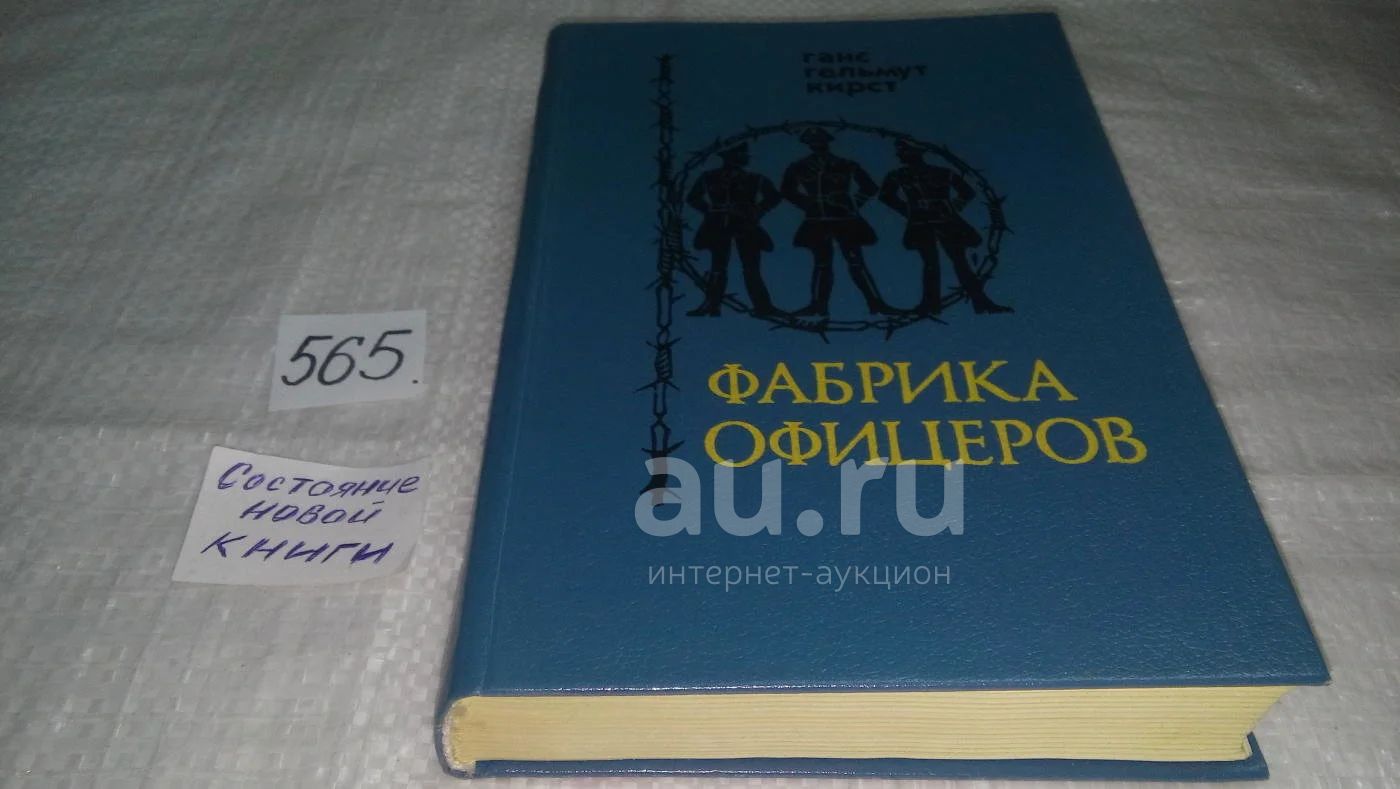 ганс
гельмут
кирст
ФАБРИКА
ОФИЦЕРОВ
565.
Состояние
новой
книги
au.ru
интернет-аукцион